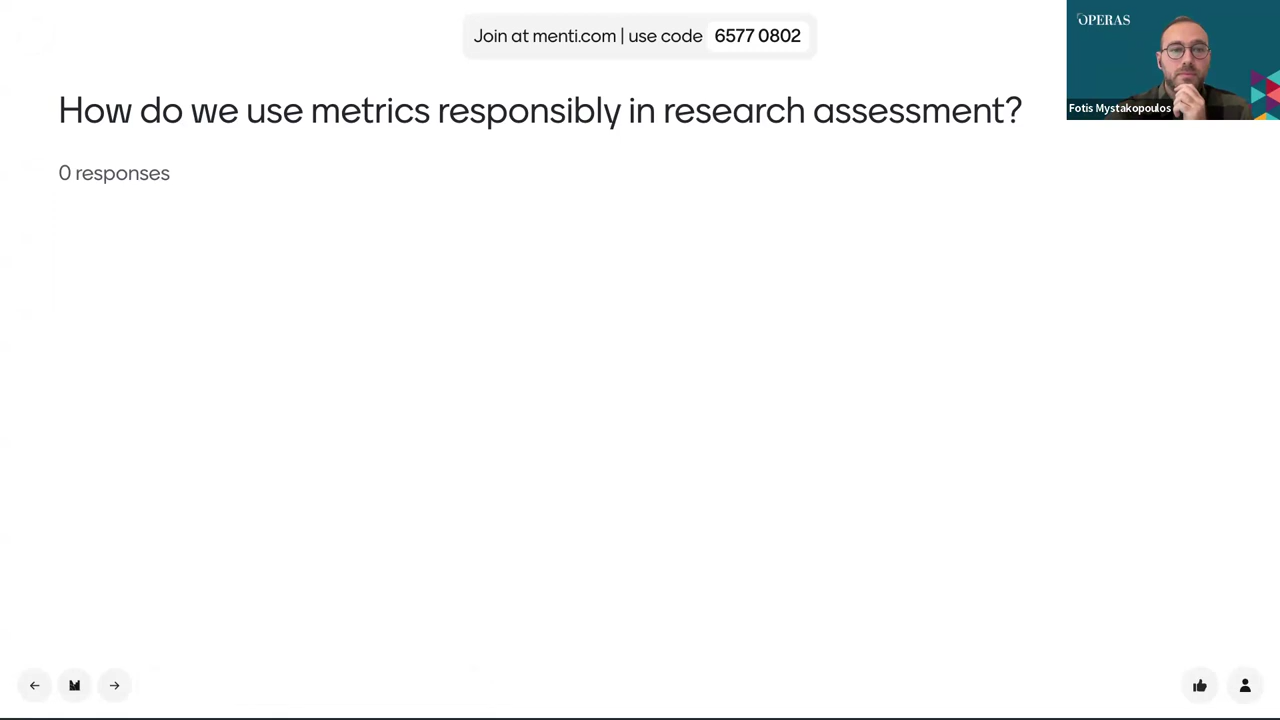 Join at menti.com | use code 6577 0802
OPERAS
How do we use metrics responsibly in research assessment?
Fotis Mystakopoulos
0 responses